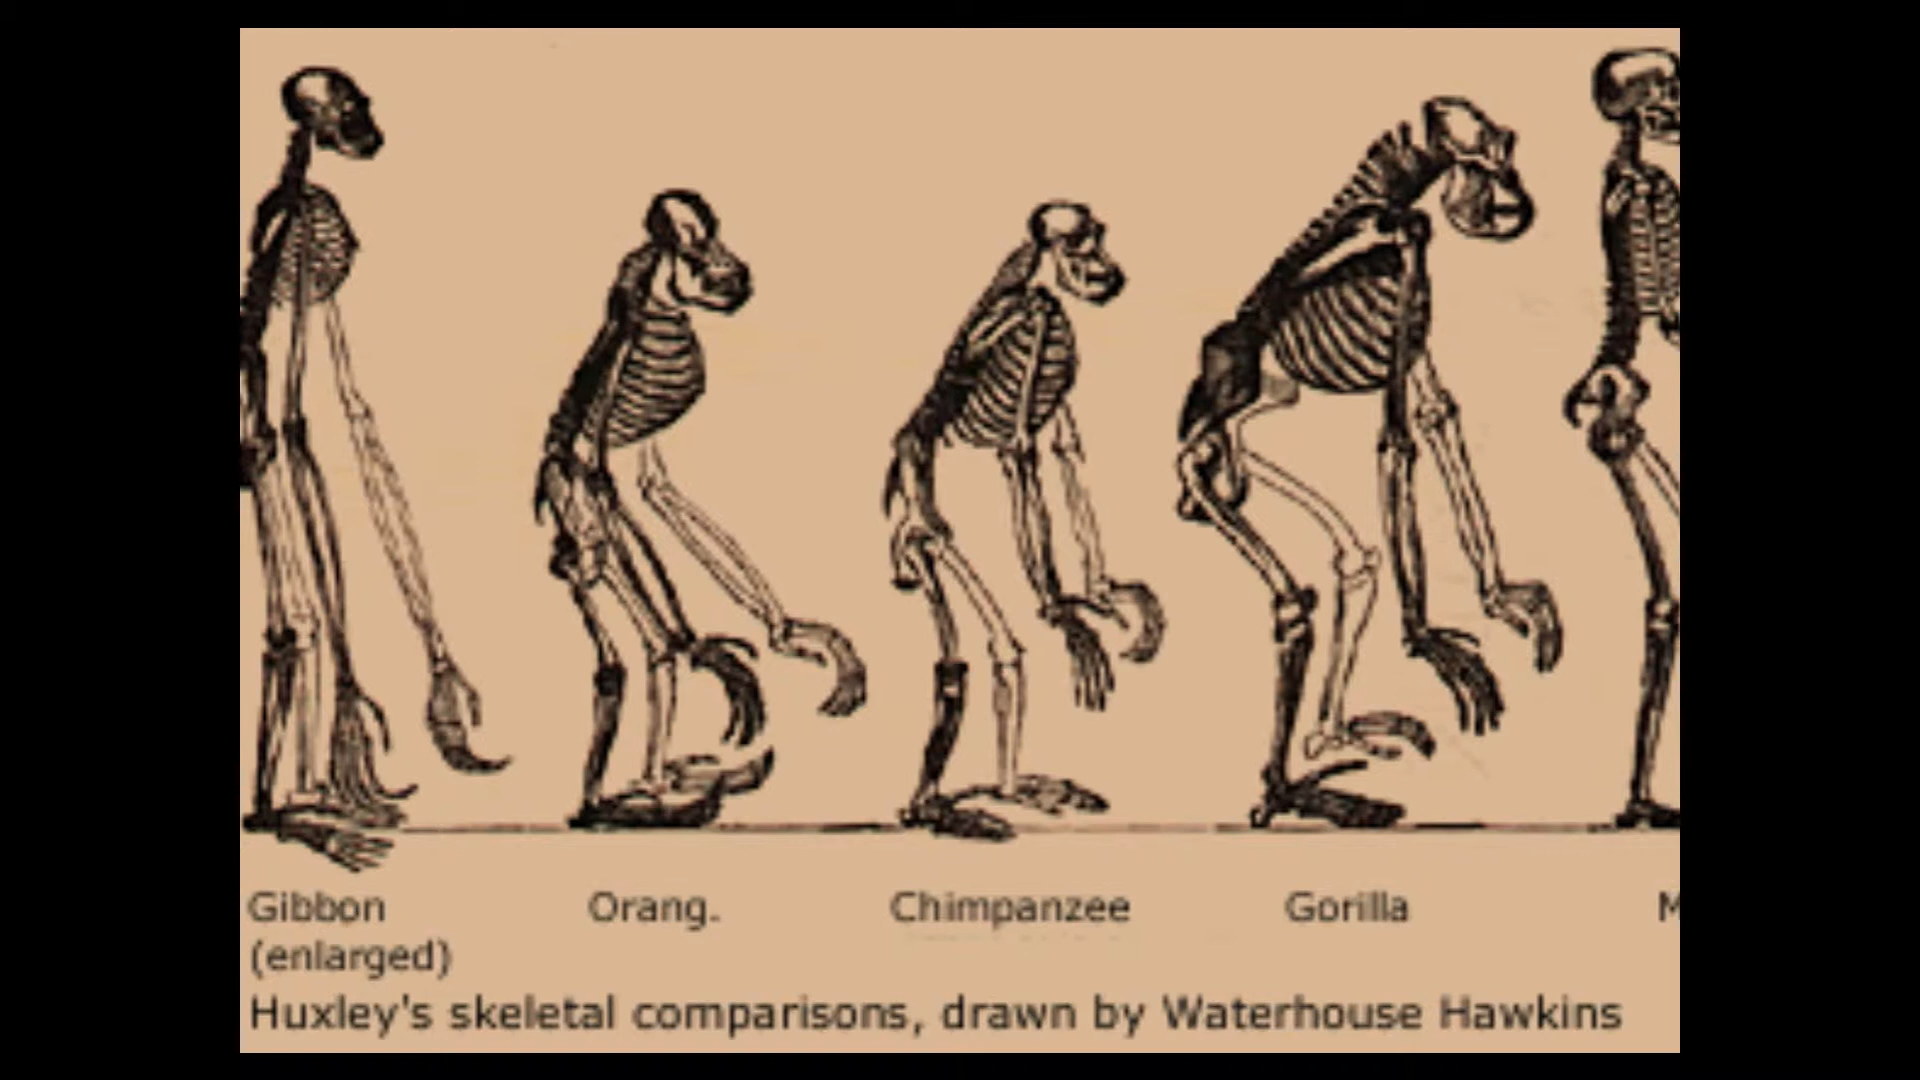 Gibbon Orang. Chimpanzee Gorilla M
(enlarged)
Huxley's skeletal comparisons, drawn by Waterhouse Hawkins